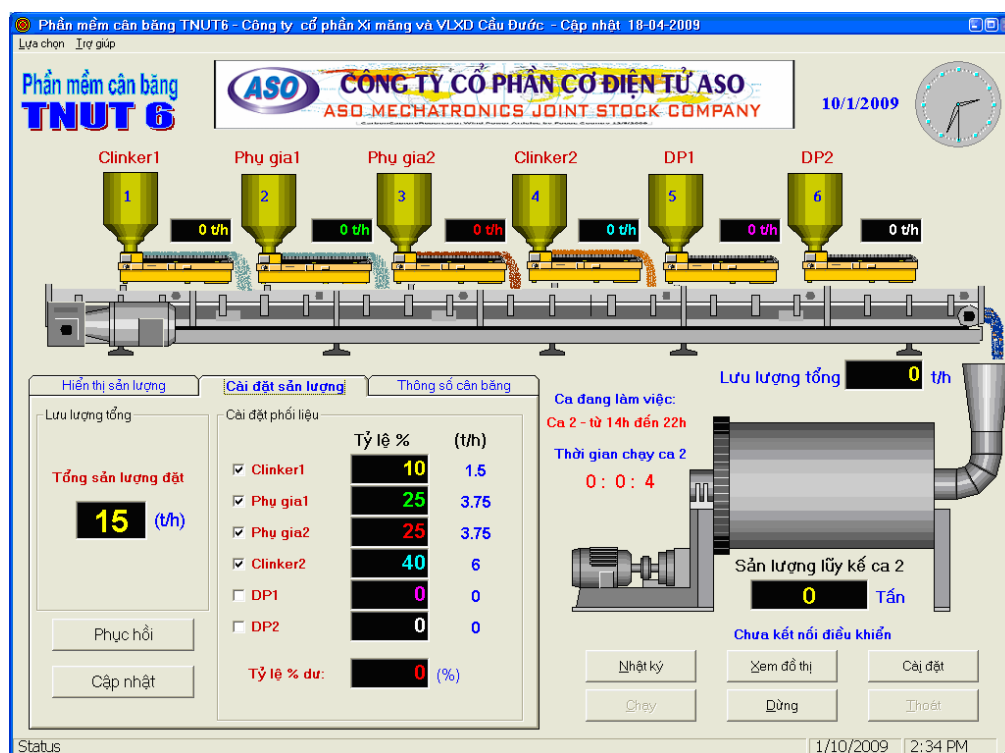 Phần mềm cân băng TNUT6 - Công ty cổ phần Xi măng và VLXD Cầu Đước - Cập nhật 18-04-2009
Lựa chọn Trợ giúp
Phần mềm cân băng
TNUT 6
ASO
CÔNG TY CỔ PHẦN CƠ ĐIỆN TỬ ASO
ASO MECHATRONICS JOINT STOCK COMPANY
10/1/2009
Clinker1 Phụ gia1 Phụ gia2 Clinker2 DP1 DP2
1 2 3 4 5 6
0 t/h 0 t/h 0 t/h 0 t/h 0 t/h 0 t/h
Lưu lượng tổng 0 t/h
Hiển thị sản lượng Cài đặt sản lượng Thông số cân băng
Lưu lượng tổng
Tổng sản lượng đặt
15 (t/h)
Phục hồi
Cập nhật
Cài đặt phối liệu
Tỷ lệ % (t/h)
Clinker1 10 1.5
Phụ gia1 25 3.75
Phụ gia2 25 3.75
Clinker2 40 6
DP1 0 0
DP2 0 0
Tỷ lệ % dư: 0 (%)
Ca đang làm việc:
Ca 2 - từ 14h đến 22h
Thời gian chạy ca 2
0 : 0 : 4
Sản lượng lũy kế ca 2
0 Tấn
Chưa kết nối điều khiển
Nhật ký Xem đồ thị Cài đặt
Chạy Dừng Thoát
Status 1/10/2009 2:34 PM